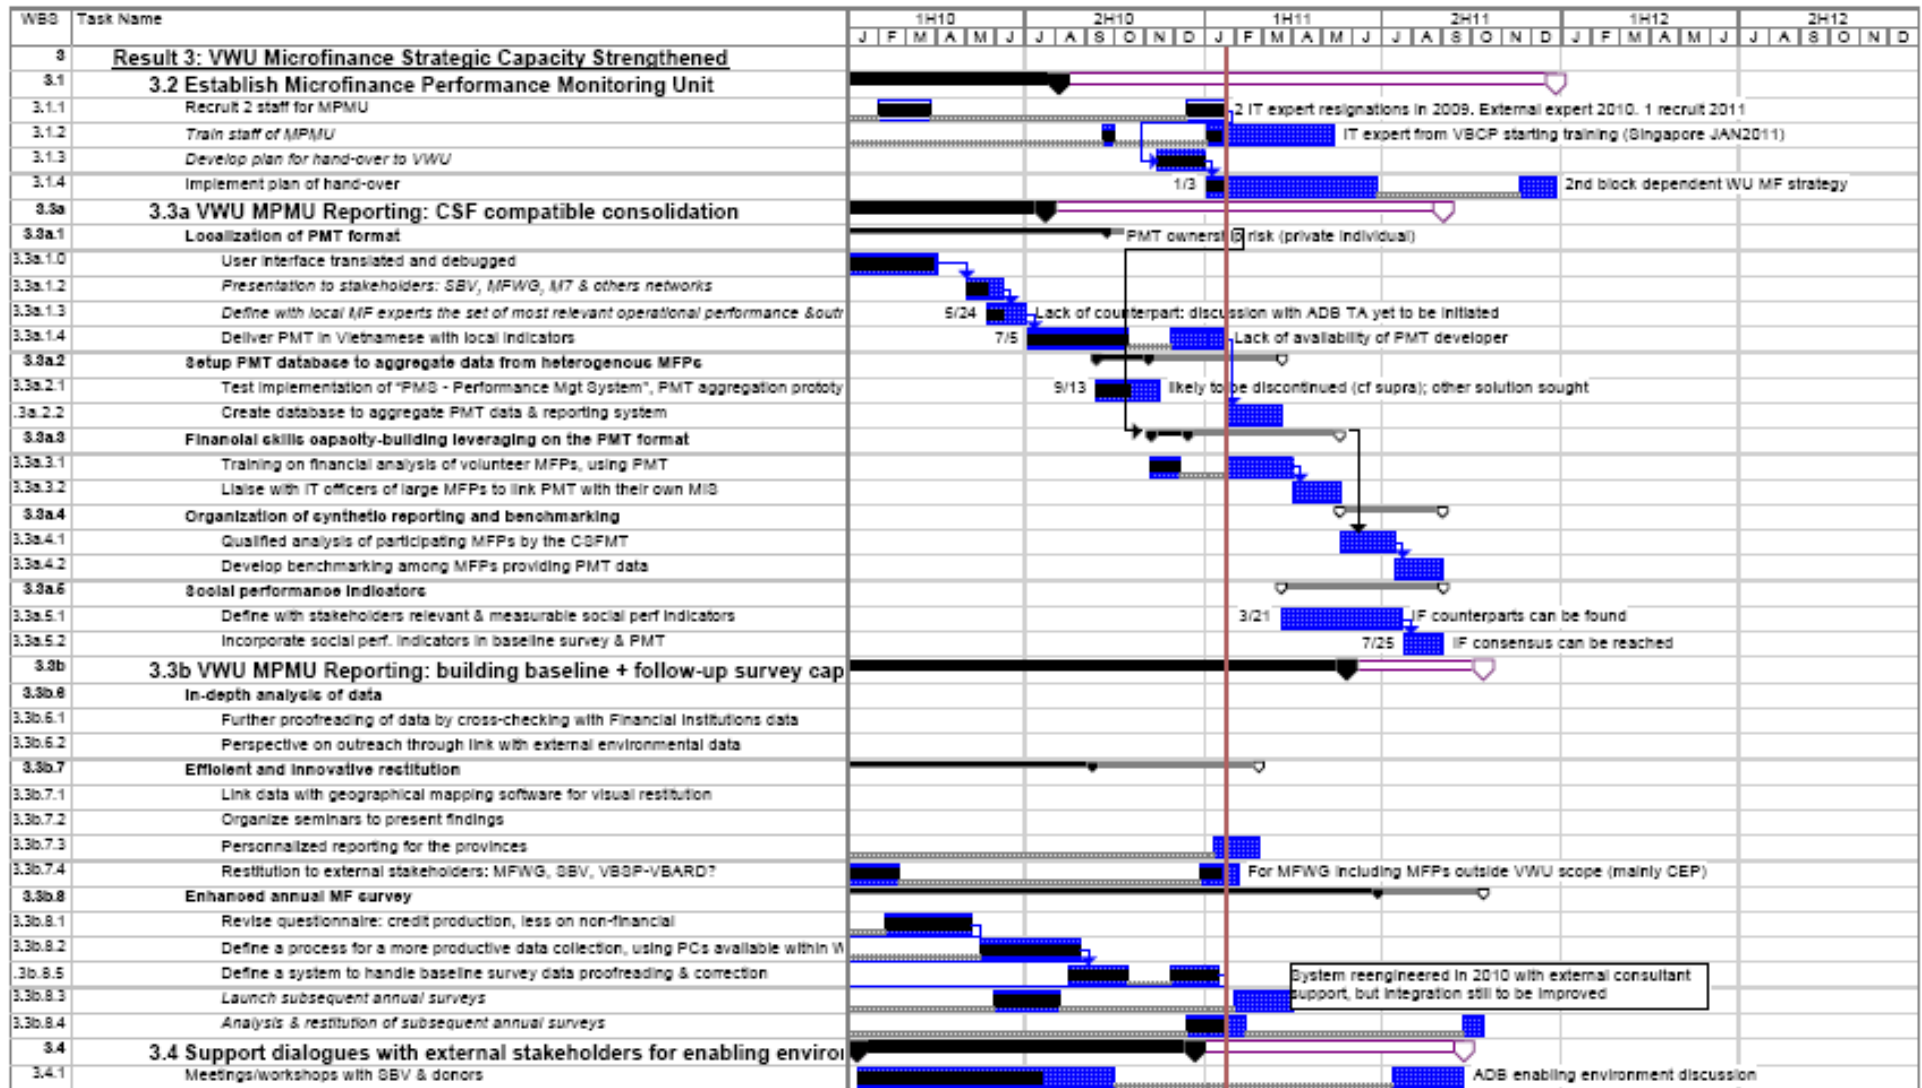 WBS Task Name 1H10 2H10 1H11 2H11 1H12 2H12
J F M A M J J A S O N D J F M A M J J A S O N D J F M A M J J A S O N D
3 Result 3: VWU Microfinance Strategic Capacity Strengthened
3.1 3.2 Establish Microfinance Performance Monitoring Unit
3.1.1 Recruit 2 staff for MPMU 2 IT expert resignations in 2009. External expert 2010. 1 recruit 2011
3.1.2 Train staff of MPMU IT expert from VBCP starting training (Singapore JAN2011)
3.1.3 Develop plan for hand-over to VWU
3.1.4 Implement plan of hand-over 1/3 2nd block dependent WU MF strategy
3.3a 3.3a VWU MPMU Reporting: CSF compatible consolidation
3.3a.1 Localization of PMT format PMT ownership risk (private individual)
3.3a.1.0 User interface translated and debugged
3.3a.1.2 Presentation to stakeholders: SBV, MFWG, M7 & others networks
3.3a.1.3 Define with local MF experts the set of most relevant operational performance &outr 5/24 Lack of counterpart: discussion with ADB TA yet to be initiated
3.3a.1.4 Deliver PMT in Vietnamese with local indicators 7/5 Lack of availability of PMT developer
3.3a.2 Setup PMT database to aggregate data from heterogenous MFPs
3.3a.2.1 Test implementation of "PMS - Performance Mgt System", PMT aggregation prototy 9/13 likely to be discontinued (cf supra); other solution sought
.3a.2.2 Create database to aggregate PMT data & reporting system
3.3a.3 Financial skills capacity-building leveraging on the PMT format
3.3a.3.1 Training on financial analysis of volunteer MFPs, using PMT
3.3a.3.2 Liaise with IT officers of large MFPs to link PMT with their own MIS
3.3a.4 Organization of synthetic reporting and benchmarking
3.3a.4.1 Qualified analysis of participating MFPs by the CSFMT
3.3a.4.2 Develop benchmarking among MFPs providing PMT data
3.3a.5 Social performance indicators
3.3a.5.1 Define with stakeholders relevant & measurable social perf indicators 3/21 IF counterparts can be found
3.3a.5.2 Incorporate social perf. indicators in baseline survey & PMT 7/25 IF consensus can be reached
3.3b 3.3b VWU MPMU Reporting: building baseline + follow-up survey cap
3.3b.6 In-depth analysis of data
3.3b.6.1 Further proofreading of data by cross-checking with Financial Institutions data
3.3b.6.2 Perspective on outreach through link with external environmental data
3.3b.7 Efficient and innovative restitution
3.3b.7.1 Link data with geographical mapping software for visual restitution
3.3b.7.2 Organize seminars to present findings
3.3b.7.3 Personnalized reporting for the provinces
3.3b.7.4 Restitution to external stakeholders: MFWG, SBV, VBSP-VBARD? For MFWG including MFPs outside VWU scope (mainly CEP)
3.3b.8 Enhanced annual MF survey
3.3b.8.1 Revise questionnaire: credit production, less on non-financial
3.3b.8.2 Define a process for a more productive data collection, using PCs available within W
.3b.8.5 Define a system to handle baseline survey data proofreading & correction System reengineered in 2010 with external consultant
3.3b.8.3 Launch subsequent annual surveys support, but integration still to be improved
3.3b.8.4 Analysis & restitution of subsequent annual surveys
3.4 3.4 Support dialogues with external stakeholders for enabling enviro
3.4.1 Meetings/workshops with SBV & donors ADB enabling environment discussion